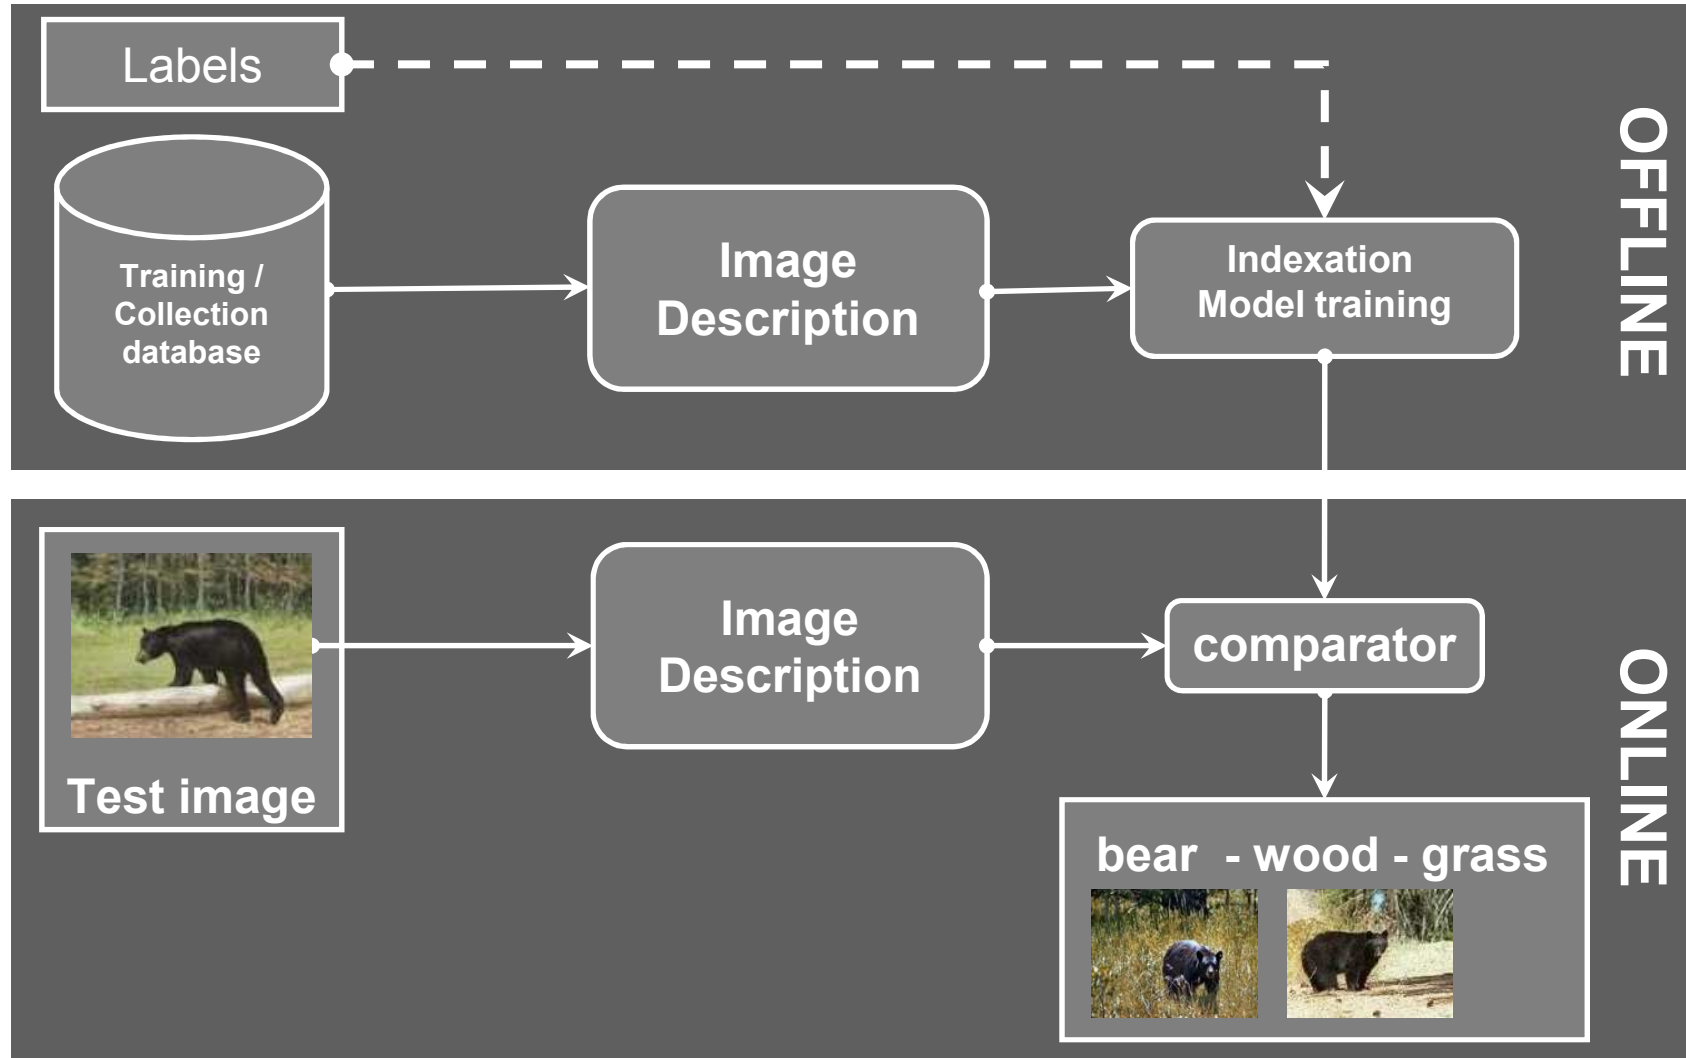 Labels
Training /
Collection
database
Image
Description
Indexation
Model training
OFFLINE
Test image
Image
Description
comparator
bear - wood - grass
ONLINE